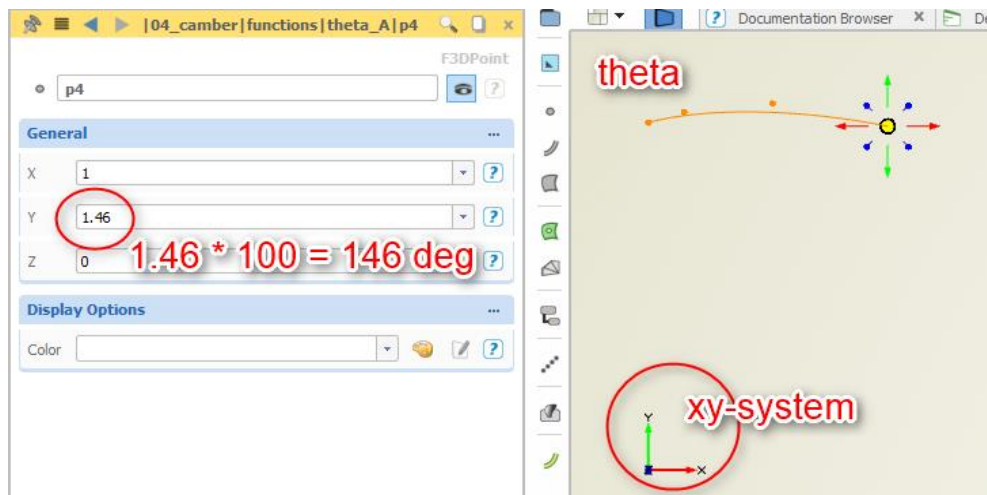 |04_camber|functions|theta_A|p4
F3DPoint
p4
?
General
...
X
1
?
Y
1.46
?
Z
0
?
1.46 * 100 = 146 deg
Display Options
...
Color
?
? Documentation Browser
theta
xy-system
Y
X